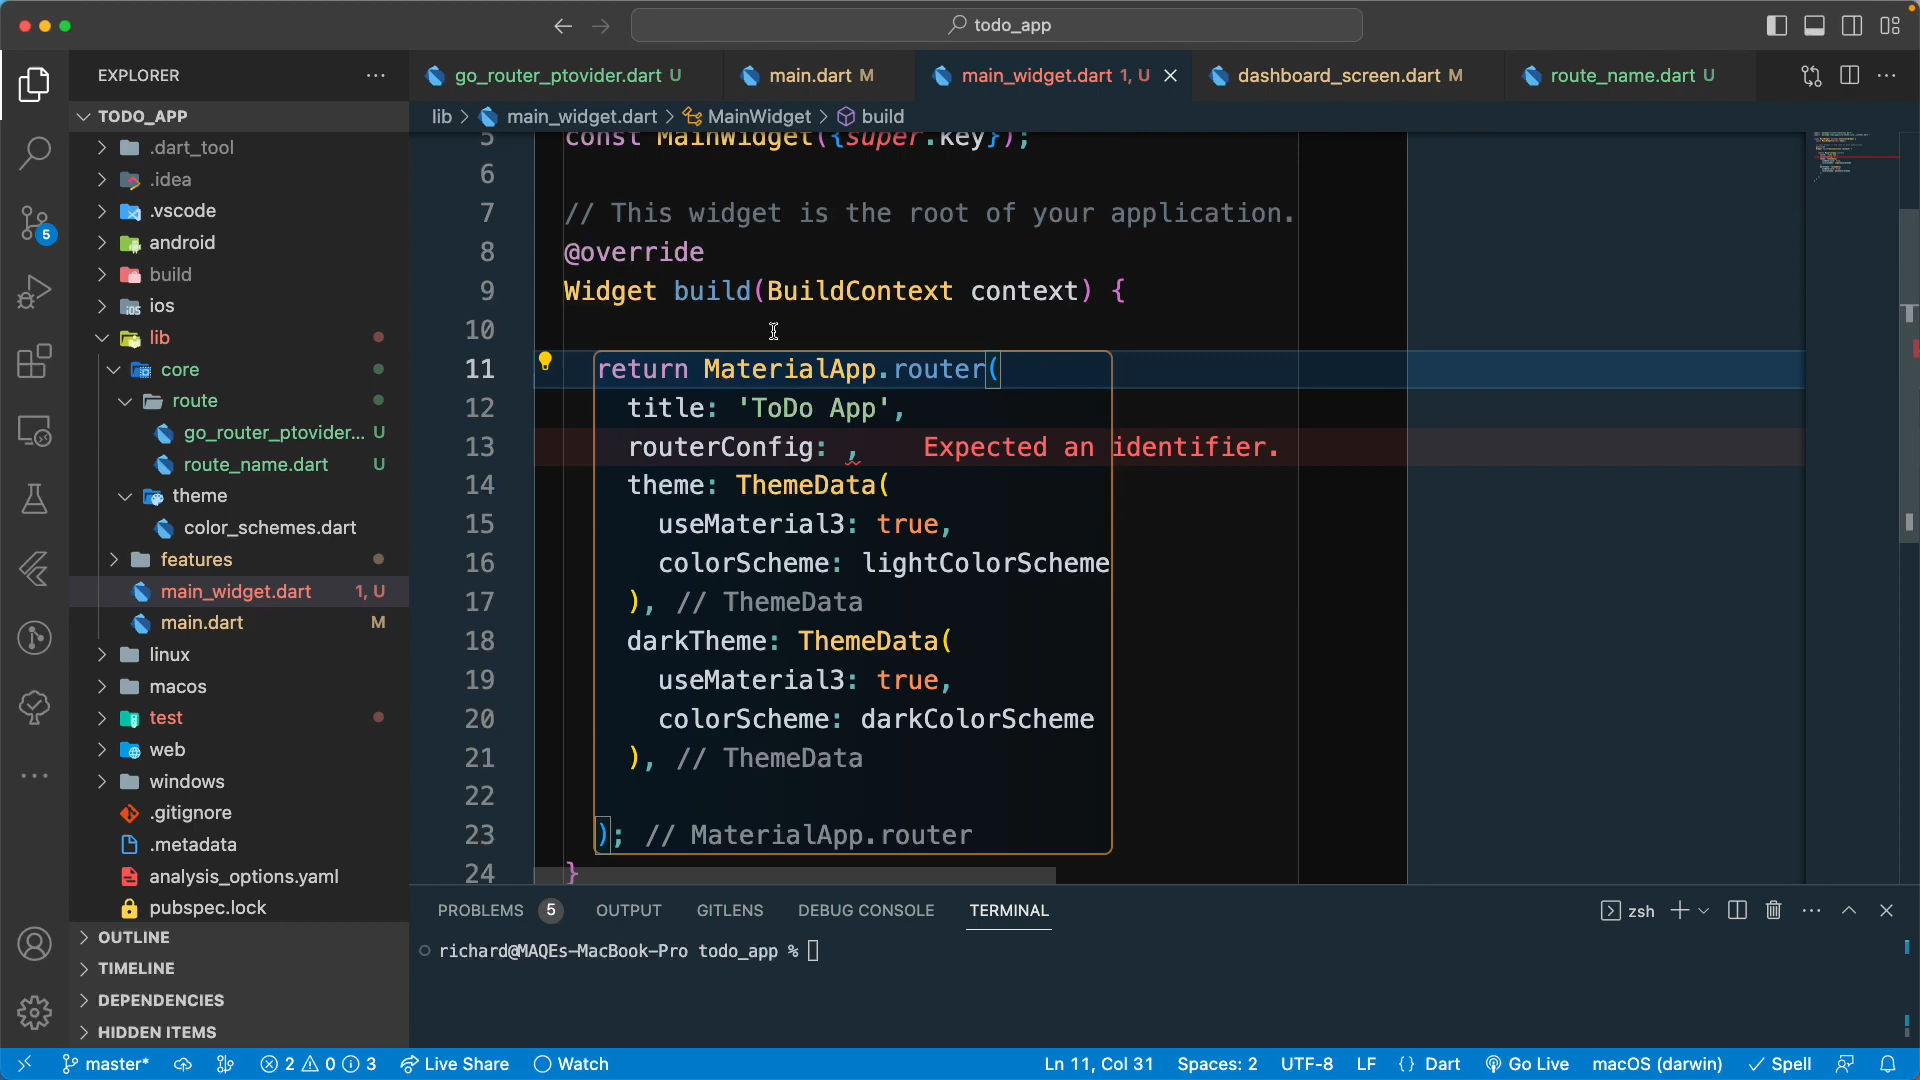 todo_app
EXPLORER
go_router_ptovider.dart U
main.dart M
main_widget.dart 1, U
dashboard_screen.dart M
route_name.dart U
TODO_APP
.dart_tool
.idea
.vscode
android
build
ios
lib
core
route
go_router_ptovider... U
route_name.dart U
theme
color_schemes.dart
features
main_widget.dart 1, U
main.dart M
linux
macos
test
web
windows
.gitignore
.metadata
analysis_options.yaml
pubspec.lock
OUTLINE
TIMELINE
DEPENDENCIES
HIDDEN ITEMS
5
lib > main_widget.dart > MainWidget > build
5 const MainWidget({super.key});
6
7 // This widget is the root of your application.
8 @override
9 Widget build(BuildContext context) {
10
11 return MaterialApp.router(
12 title: 'ToDo App',
13 routerConfig: , Expected an identifier.
14 theme: ThemeData(
15 useMaterial3: true,
16 colorScheme: lightColorScheme
17 ), // ThemeData
18 darkTheme: ThemeData(
19 useMaterial3: true,
20 colorScheme: darkColorScheme
21 ), // ThemeData
22
23 ); // MaterialApp.router
24 }
PROBLEMS 5 OUTPUT GITLENS DEBUG CONSOLE TERMINAL
zsh
richard@MAQEs-MacBook-Pro todo_app %
master* 2 0 3 Live Share Watch
Ln 11, Col 31 Spaces: 2 UTF-8 LF {} Dart Go Live macOS (darwin) Spell